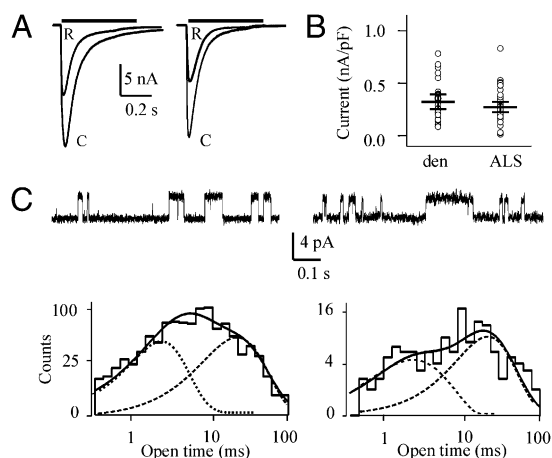 A
R
C
5 nA
0.2 s
R
C
B
Current (nA/pF)
1.0
0.5
0.0
den
ALS
C
4 pA
0.1 s
Counts
100
25
0
1
10
100
Open time (ms)
16
4
0
1
10
100
Open time (ms)